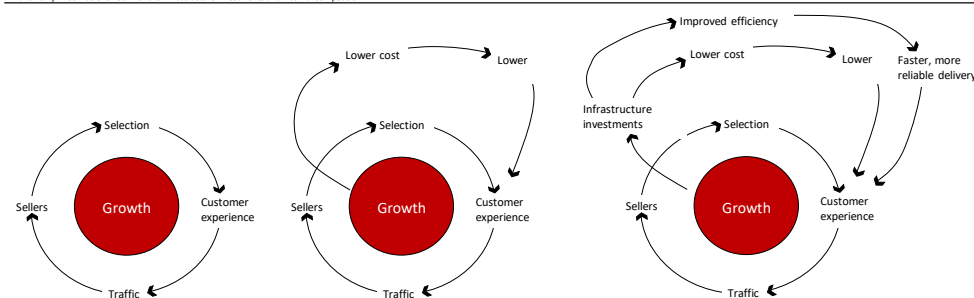 Selection
Sellers
Growth
Customer
experience
Traffic
Lower cost
Lower
Selection
Sellers
Growth
Customer
experience
Traffic
Improved efficiency
Lower cost
Lower
Faster, more
reliable delivery
Infrastructure
investments
Selection
Sellers
Growth
Customer
experience
Traffic